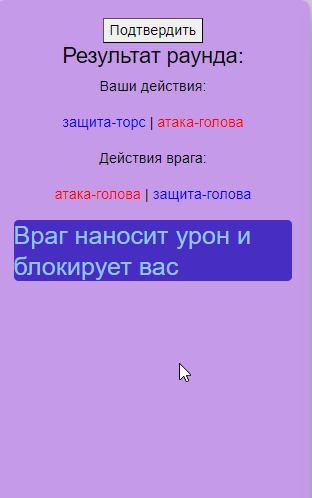 Подтвердить
Результат раунда:
Ваши действия:
защита-торс | атака-голова
Действия врага:
атака-голова | защита-голова
Враг наносит урон и
блокирует вас